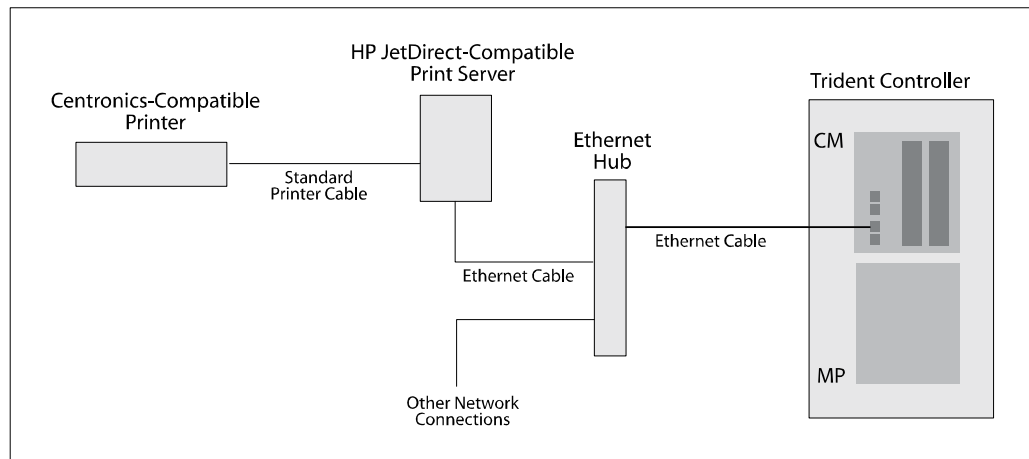 HP JetDirect-Compatible
Print Server
Centronics-Compatible
Printer
Standard
Printer Cable
Ethernet
Hub
Trident Controller
CM
Ethernet Cable
Ethernet Cable
MP
Other Network
Connections